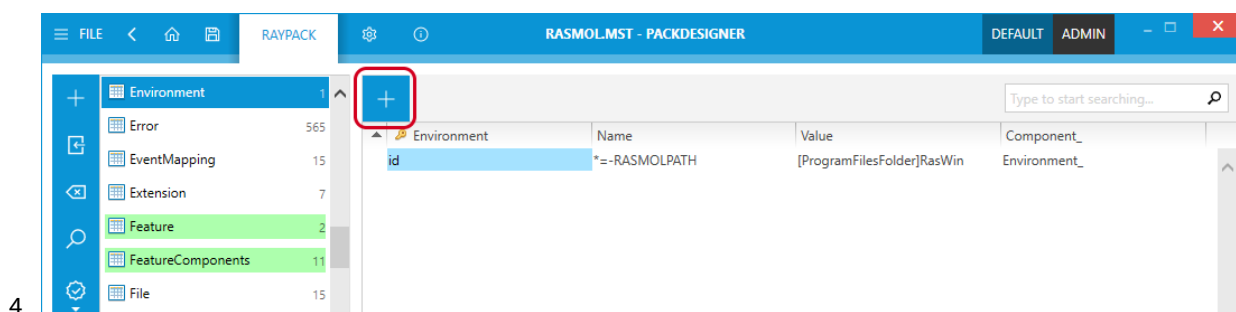 FILE RAYPACK RASMOL.MST - PACKDESIGNER DEFAULT ADMIN
Environment 1
Type to start searching...
Error 565
Environment Name Value Component_
EventMapping 15
id *=-RASMOLPATH [ProgramFilesFolder]RasWin Environment_
Extension 7
Feature 2
FeatureComponents 11
File 15
4